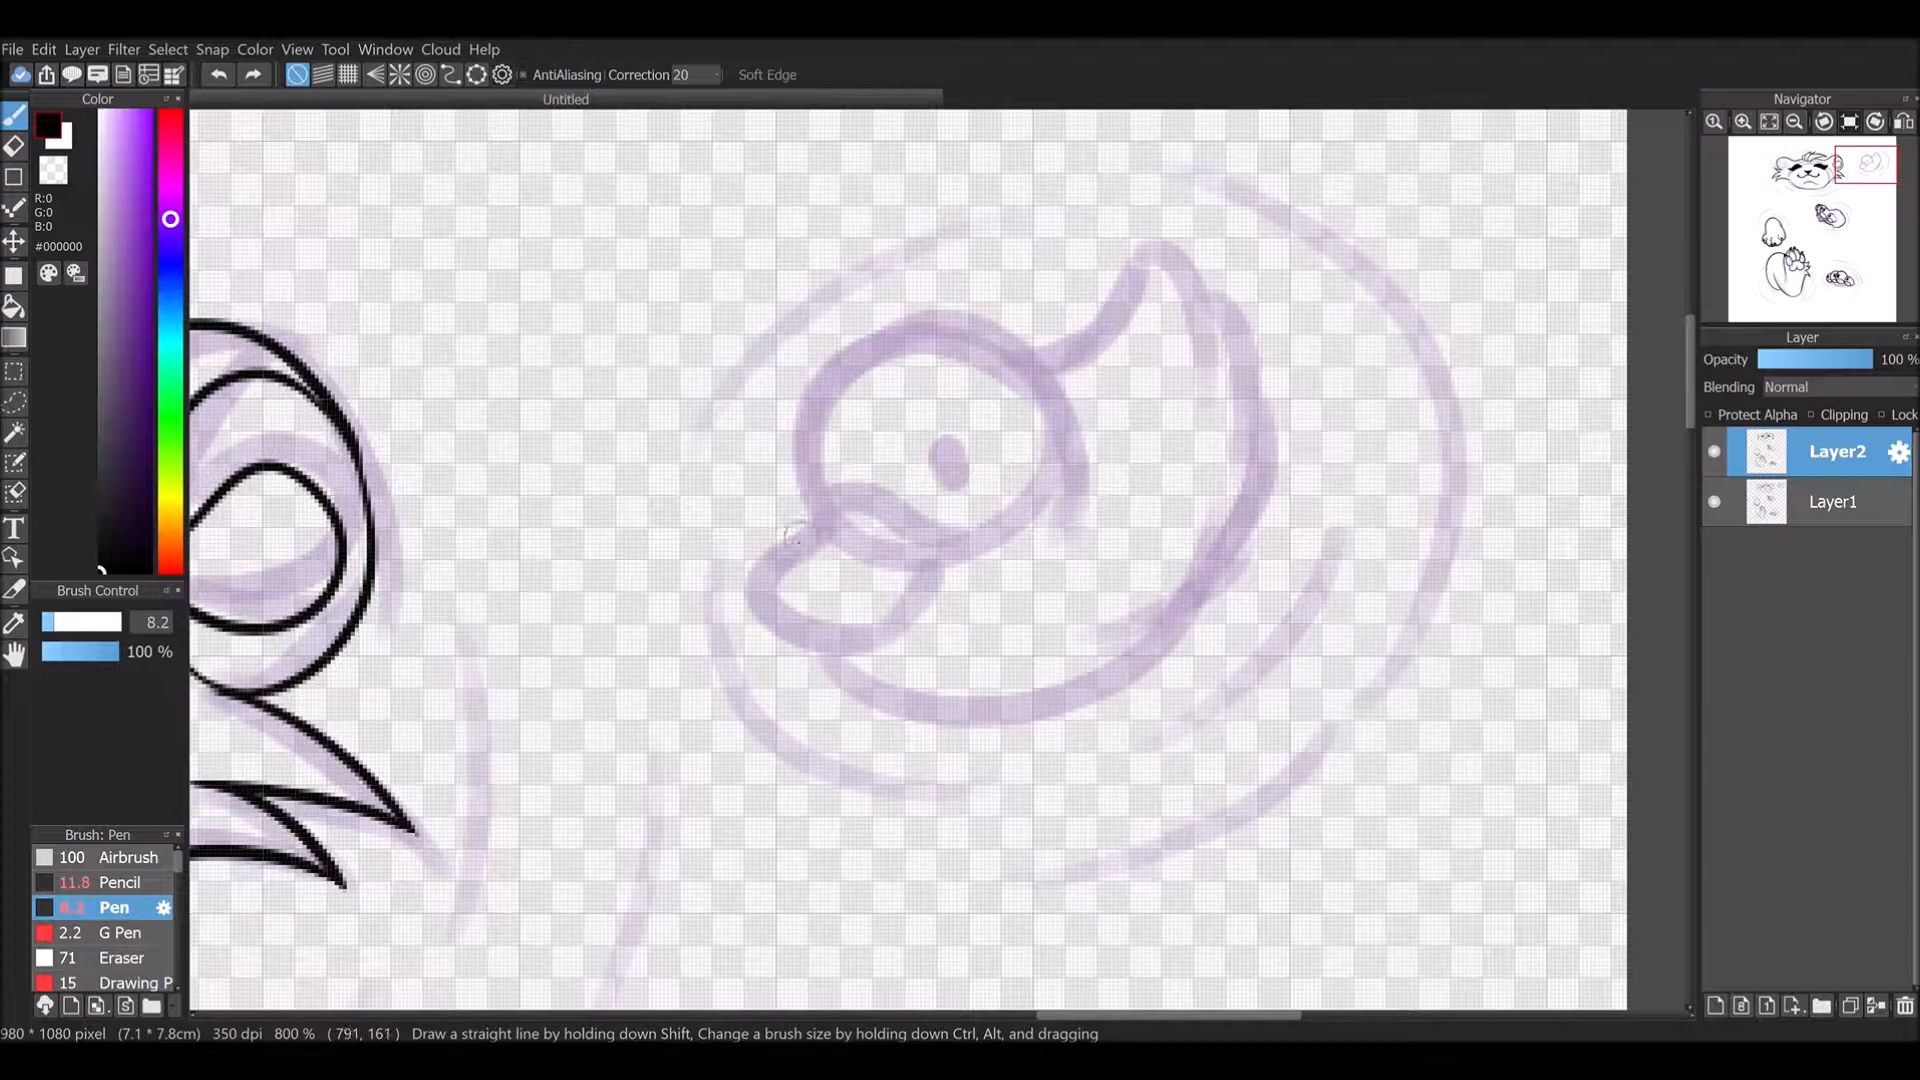 File Edit Layer Filter Select Snap Color View Tool Window Cloud Help
AntiAliasing Correction 20 Soft Edge
Color
Untitled
Navigator
R:0
G:0
B:0
#000000
Layer
Opacity 100 %
Blending Normal
Protect Alpha Clipping Lock
Layer2
Layer1
Brush Control
8.2
100 %
Brush: Pen
100 Airbrush
11.8 Pencil
8.2 Pen
2.2 G Pen
71 Eraser
15 Drawing P
980 * 1080 pixel (7.1 * 7.8cm) 350 dpi 800 % ( 791, 161 ) Draw a straight line by holding down Shift, Change a brush size by holding down Ctrl, Alt, and dragging